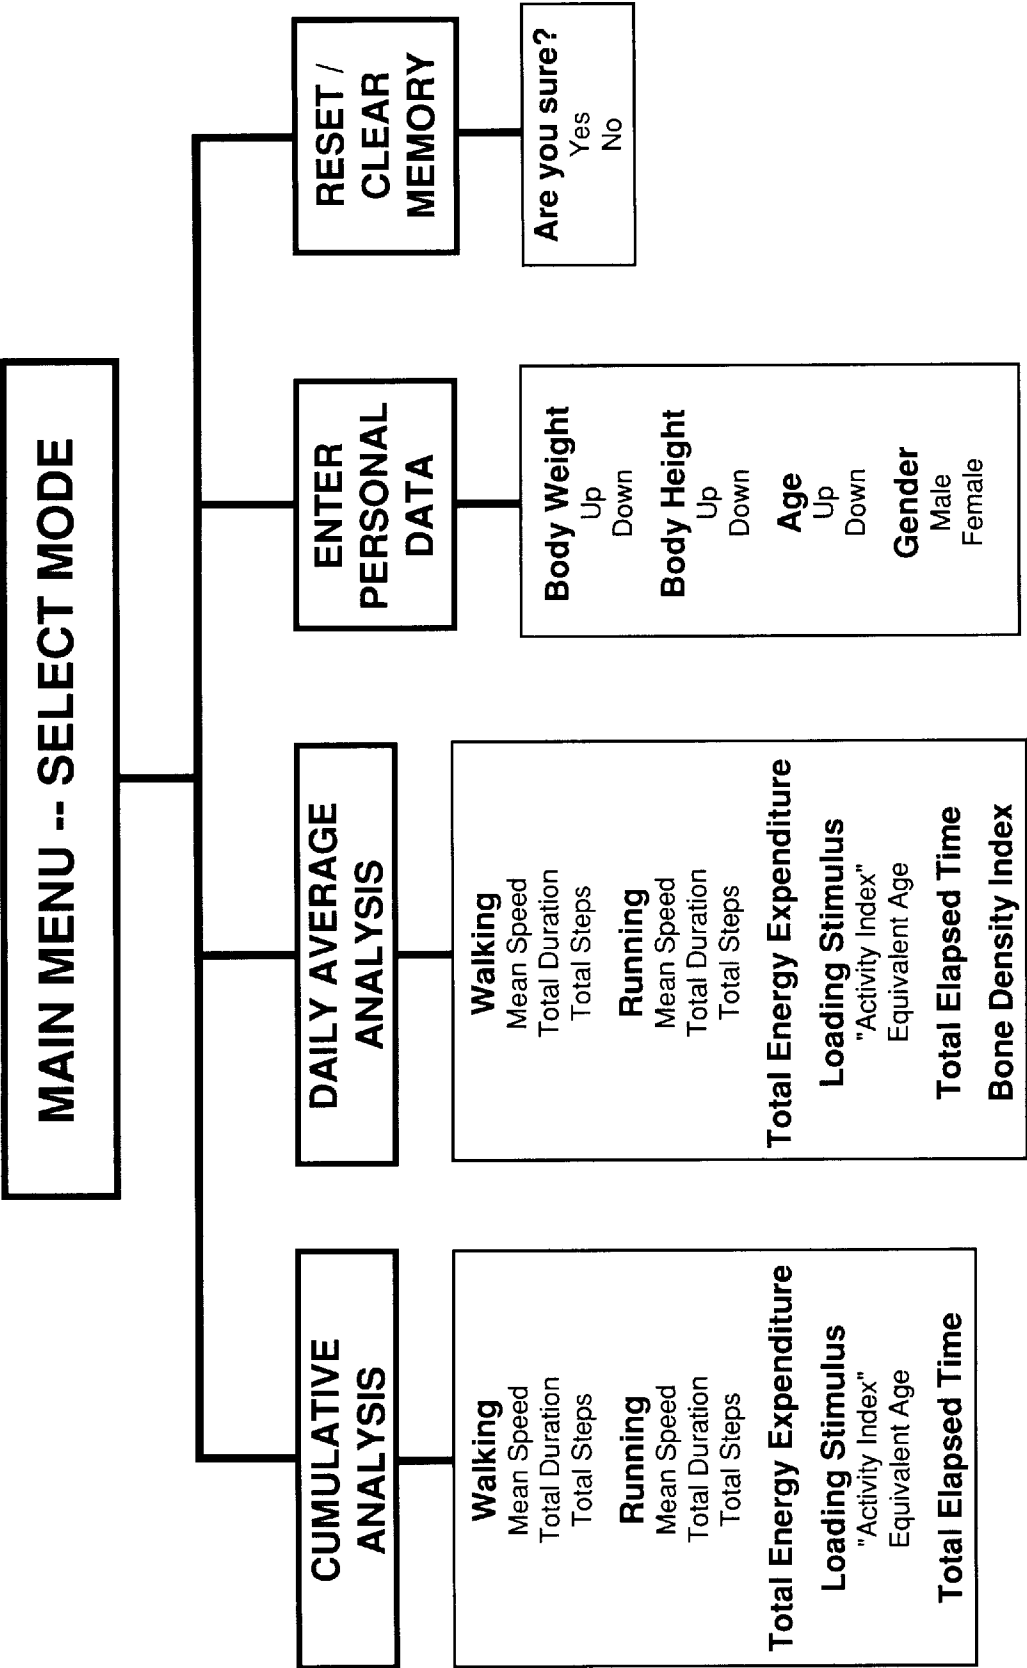 MAIN MENU -- SELECT MODE
CUMULATIVE
ANALYSIS
Walking
Mean Speed
Total Duration
Total Steps
Running
Mean Speed
Total Duration
Total Steps
Total Energy Expenditure
Loading Stimulus
"Activity Index"
Equivalent Age
Total Elapsed Time
DAILY AVERAGE
ANALYSIS
Walking
Mean Speed
Total Duration
Total Steps
Running
Mean Speed
Total Duration
Total Steps
Total Energy Expenditure
Loading Stimulus
"Activity Index"
Equivalent Age
Total Elapsed Time
Bone Density Index
ENTER
PERSONAL
DATA
Body Weight
Up
Down
Body Height
Up
Down
Age
Up
Down
Gender
Male
Female
RESET /
CLEAR
MEMORY
Are you sure?
Yes
No